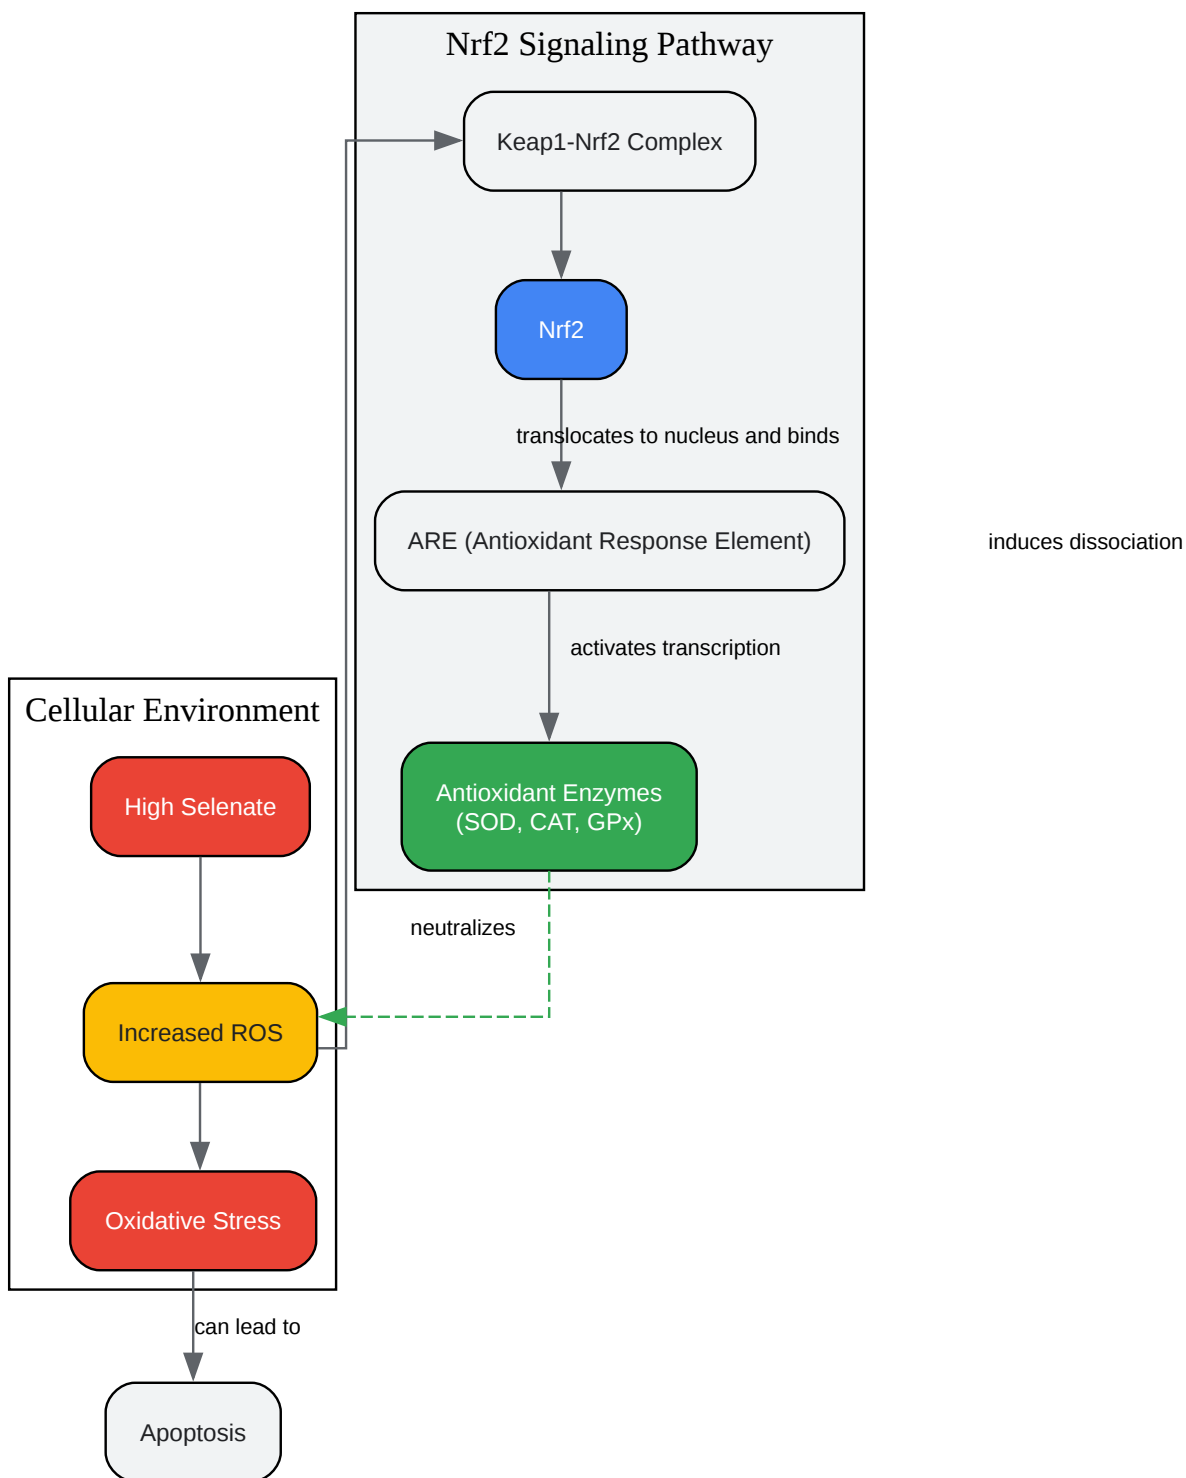 Nrf2 Signaling Pathway
Keap1-Nrf2 Complex
Nrf2
translocates to nucleus and binds
ARE (Antioxidant Response Element)
induces dissociation
activates transcription
Antioxidant Enzymes
(SOD, CAT, GPx)
neutralizes
Cellular Environment
High Selenate
Increased ROS
Oxidative Stress
can lead to
Apoptosis